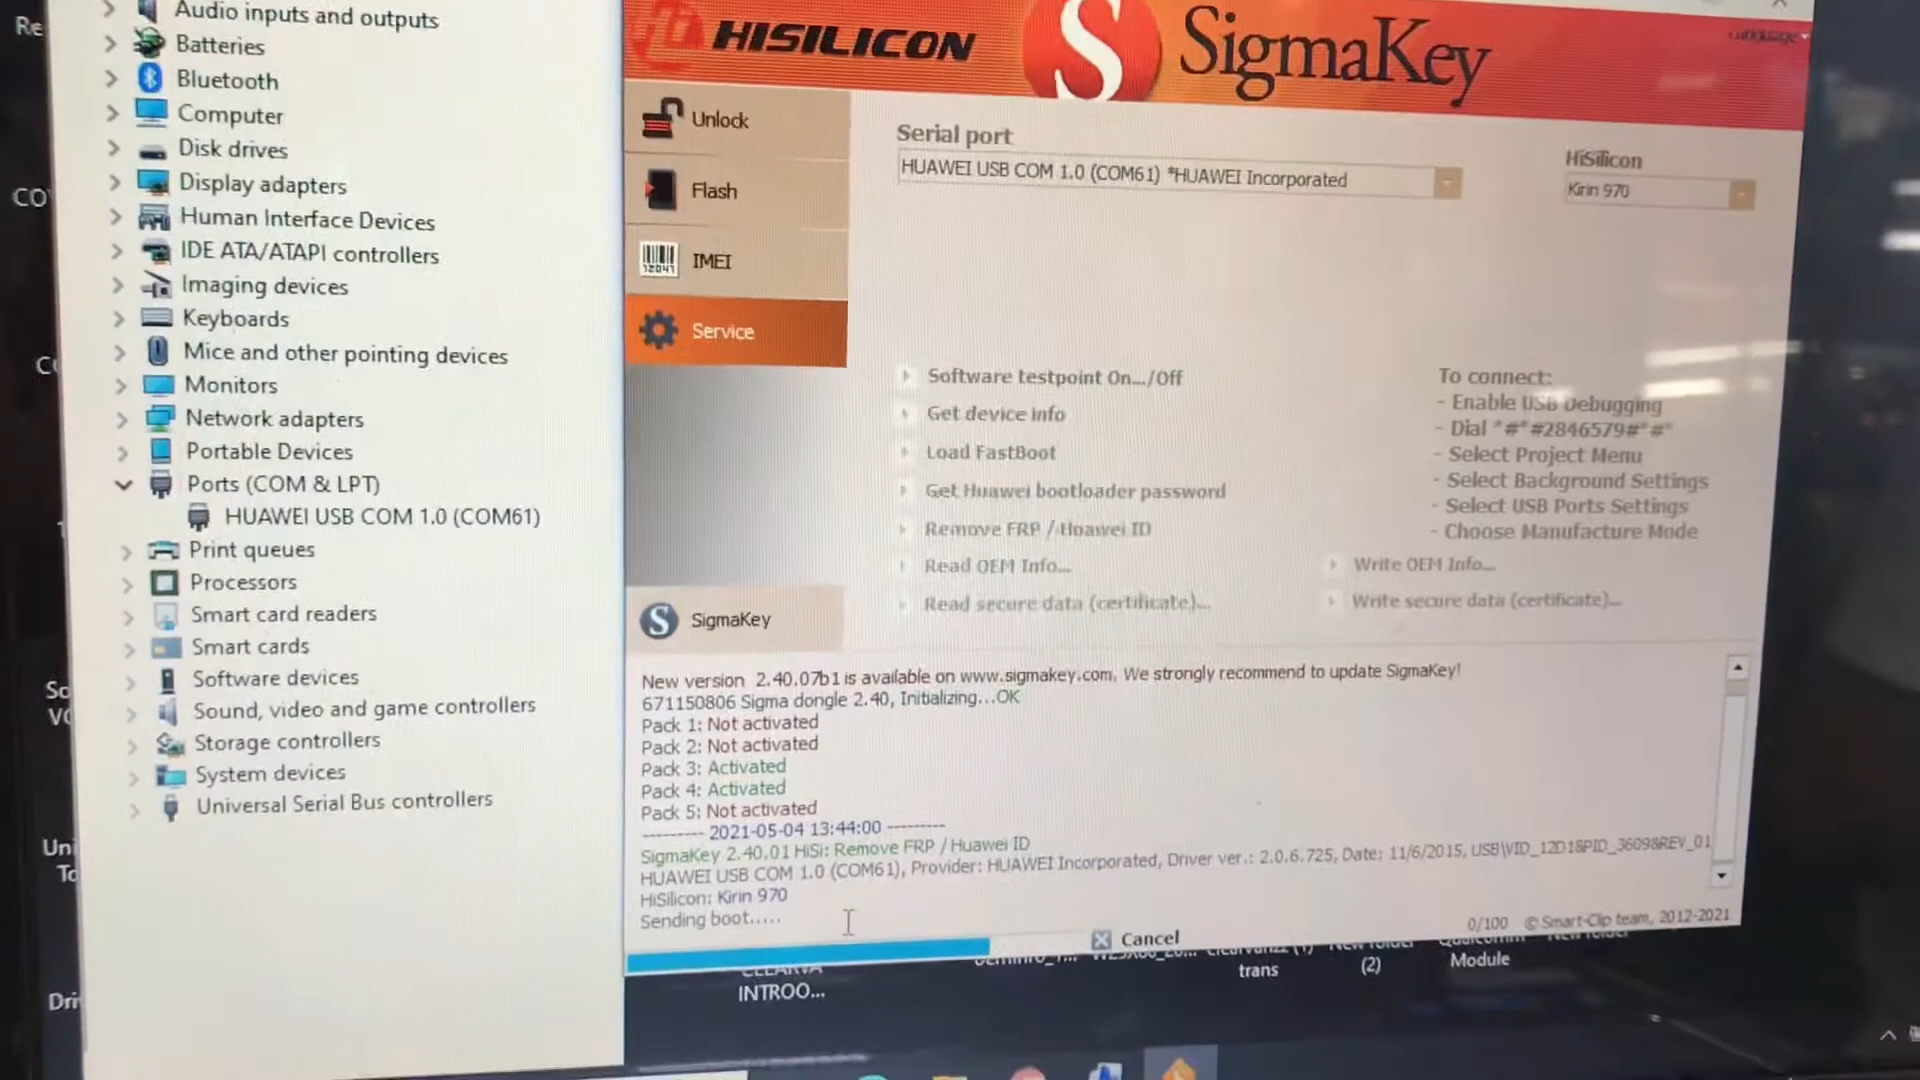 Audio inputs and outputs
Batteries
Bluetooth
Computer
Disk drives
Display adapters
Human Interface Devices
IDE ATA/ATAPI controllers
Imaging devices
Keyboards
Mice and other pointing devices
Monitors
Network adapters
Portable Devices
Ports (COM & LPT)
HUAWEI USB COM 1.0 (COM61)
Print queues
Processors
Smart card readers
Smart cards
Software devices
Sound, video and game controllers
Storage controllers
System devices
Universal Serial Bus controllers
HISILICON
S SigmaKey
Language
Unlock
Flash
IMEI
Service
SigmaKey
Serial port
HUAWEI USB COM 1.0 (COM61) *HUAWEI Incorporated
HiSilicon
Kirin 970
Software testpoint On.../Off
Get device info
Load FastBoot
Get Huawei bootloader password
Remove FRP / Huawei ID
Read OEM Info...
Read secure data (certificate)...
To connect:
- Enable USB Debugging
- Dial *#*#2846579#*#*
- Select Project Menu
- Select Background Settings
- Select USB Ports Settings
- Choose Manufacture Mode
Write OEM Info...
Write secure data (certificate)...
New version 2.40.07b1 is available on www.sigmakey.com. We strongly recommend to update SigmaKey!
671150806 Sigma dongle 2.40, Initializing...OK
Pack 1: Not activated
Pack 2: Not activated
Pack 3: Activated
Pack 4: Activated
Pack 5: Not activated
--------- 2021-05-04 13:44:00 ---------
SigmaKey 2.40.01 HiSi: Remove FRP / Huawei ID
HUAWEI USB COM 1.0 (COM61), Provider: HUAWEI Incorporated, Driver ver.: 2.0.6.725, Date: 11/6/2015, USB\VID_12D1&PID_3609&REV_01
HiSilicon: Kirin 970
Sending boot.....
0/100 © Smart-Clip team, 2012-2021
Cancel
INTROO...
trans
New folder
(2)
Module